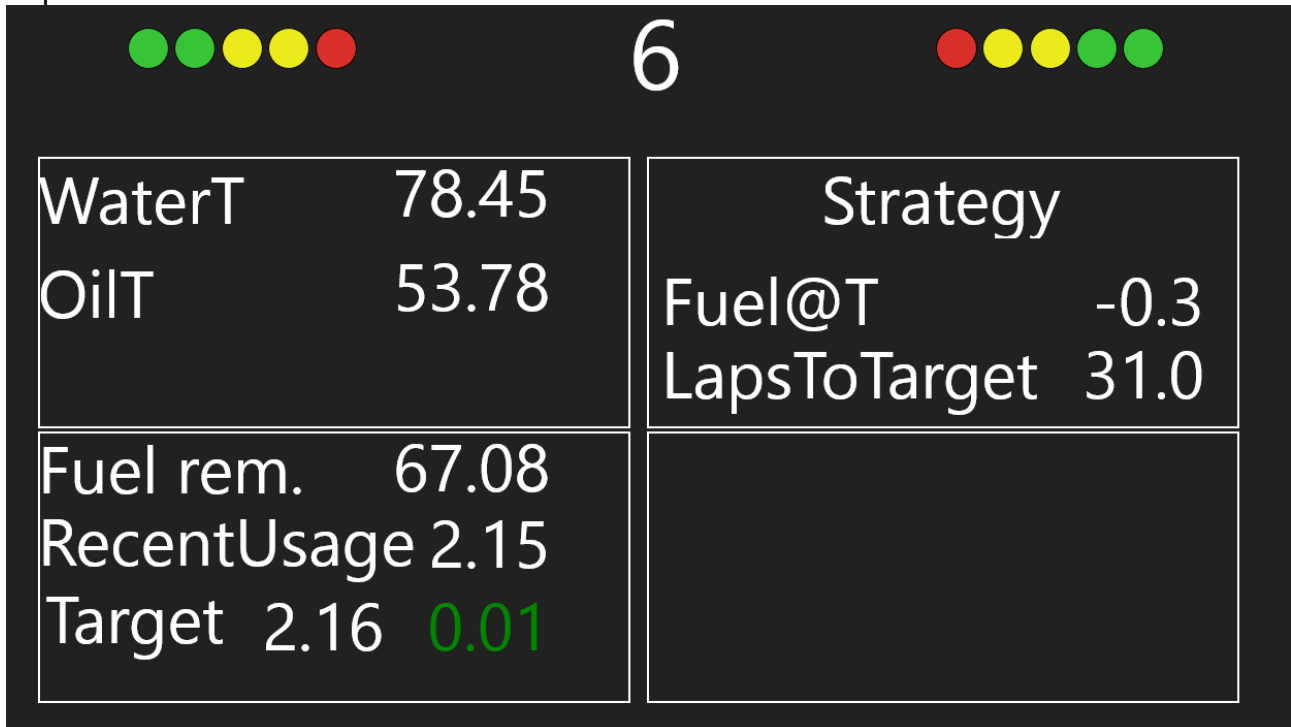 6
WaterT 78.45
OilT 53.78
Strategy
Fuel@T -0.3
LapsToTarget 31.0
Fuel rem. 67.08
RecentUsage 2.15
Target 2.16 0.01